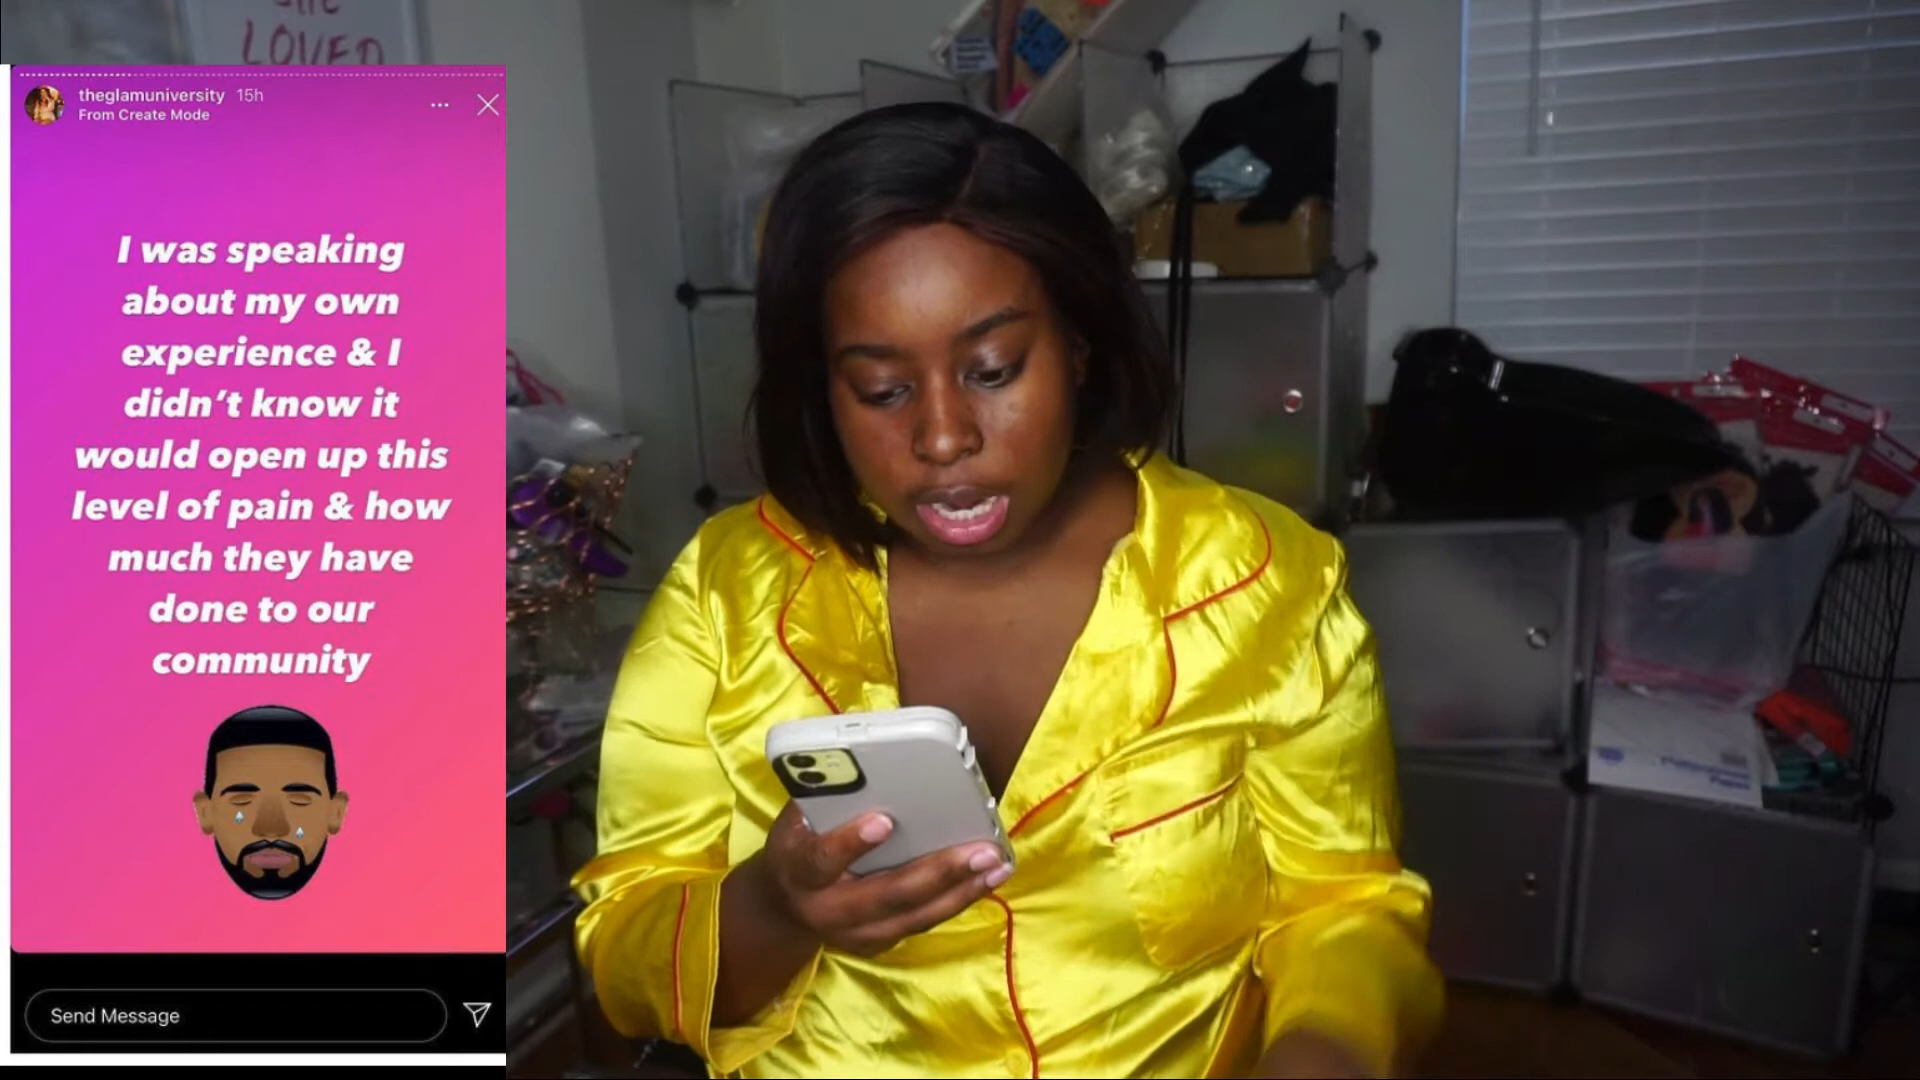 LOVED
theglamuniversity 15h
From Create Mode
I was speaking
about my own
experience & I
didn't know it
would open up this
level of pain & how
much they have
done to our
community
Send Message